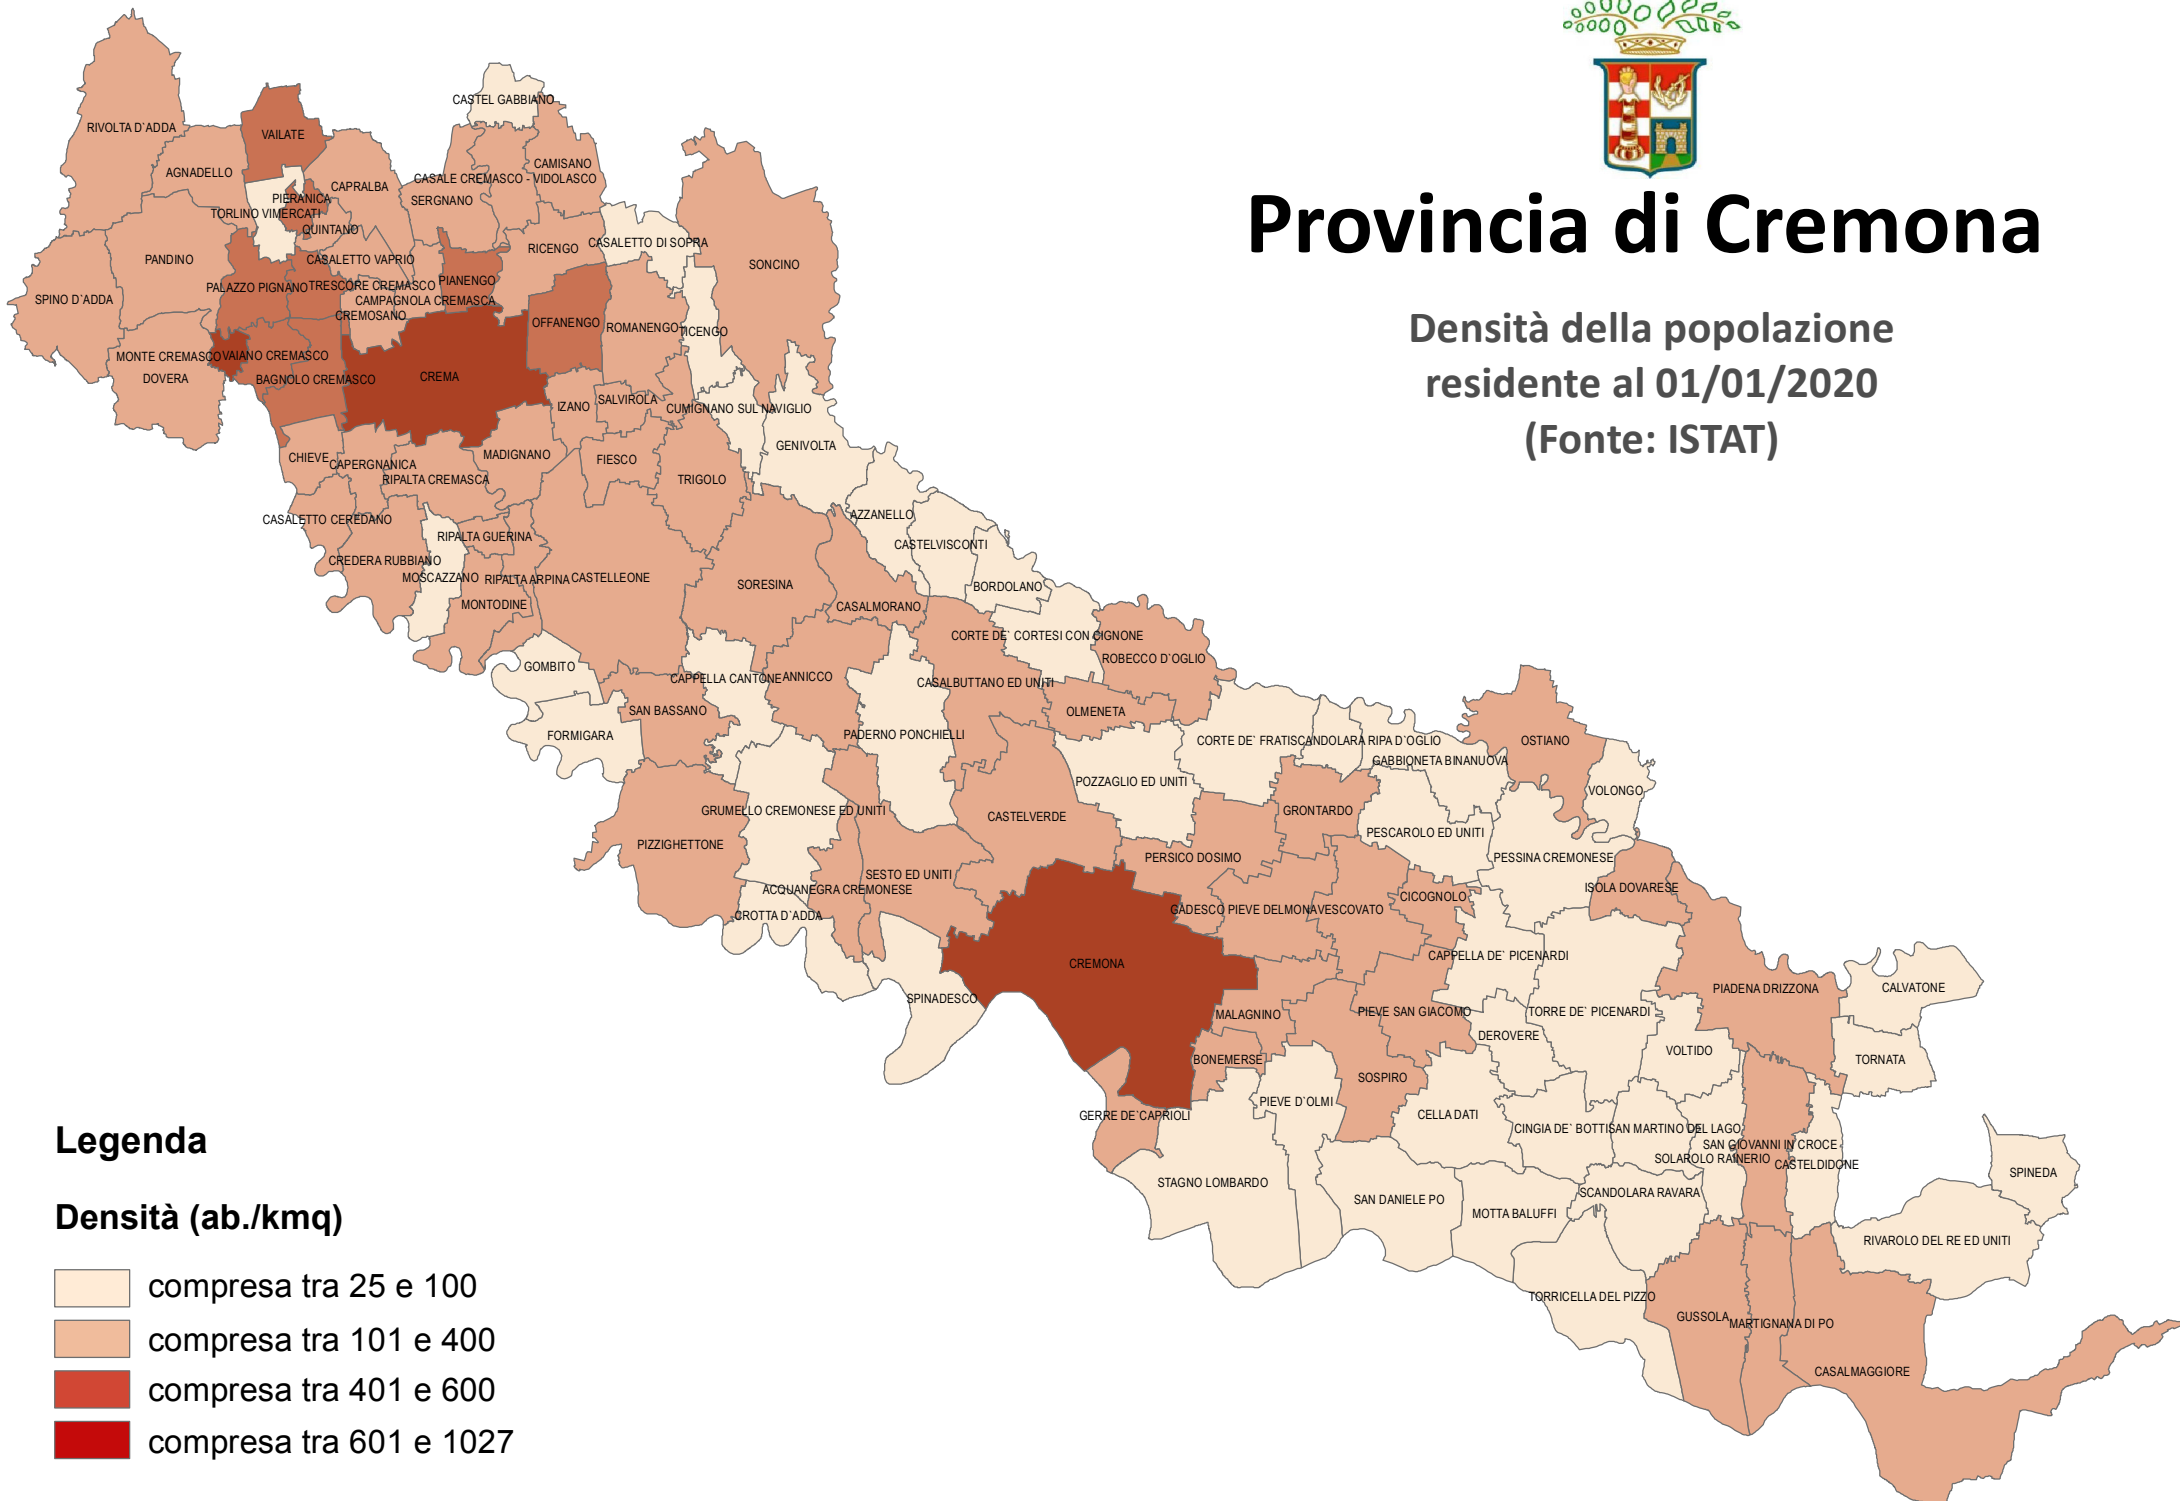 Provincia di Cremona
Densità della popolazione
residente al 01/01/2020
(Fonte: ISTAT)
CASTEL GABBIANO
RIVOLTA D'ADDA
VAILATE
AGNADELLO
CAMISANO
CASALE CREMASCO - VIDOLASCO
CAPRALBA
PIERANICA
SERGNANO
TORLINO VIMERCATI
QUINTANO
CASALETTO DI SOPRA
RICENGO
PANDINO
CASALETTO VAPRIO
SONCINO
PIANENGO
PALAZZO PIGNANO
TRESCORE CREMASCO
SPINO D'ADDA
CAMPAGNOLA CREMASCA
CREMOSANO
OFFANENGO
ROMANENGO
TICENGO
MONTE CREMASCO
VAIANO CREMASCO
DOVERA
BAGNOLO CREMASCO
CREMA
IZANO
SALVIROLA
CUMIGNANO SUL NAVIGLIO
GENIVOLTA
CHIEVE
CAPERGNANICA
MADIGNANO
FIESCO
RIPALTA CREMASCA
TRIGOLO
CASALETTO CEREDANO
AZZANELLO
RIPALTA GUERINA
CASTELVISCONTI
CREDERA RUBBIANO
MOSCAZZANO
RIPALTA ARPINA
CASTELLEONE
SORESINA
BORDOLANO
MONTODINE
CASALMORANO
CORTE DE' CORTESI CON CIGNONE
ROBECCO D'OGLIO
GOMBITO
CAPPELLA CANTONE
ANNICCO
CASALBUTTANO ED UNITI
SAN BASSANO
OLMENETA
FORMIGARA
PADERNO PONCHIELLI
CORTE DE' FRATI
SCANDOLARA RIPA D'OGLIO
OSTIANO
GABBIONETA BINANUOVA
POZZAGLIO ED UNITI
VOLONGO
GRUMELLO CREMONESE ED UNITI
CASTELVERDE
GRONTARDO
PESCAROLO ED UNITI
PIZZIGHETTONE
PERSICO DOSIMO
PESSINA CREMONESE
SESTO ED UNITI
ACQUANEGRA CREMONESE
ISOLA DOVARESE
CICOGNOLO
CROTTA D'ADDA
GADESCO PIEVE DELMONA
VESCOVATO
CAPPELLA DE' PICENARDI
CREMONA
PIADENA DRIZZONA
CALVATONE
SPINADESCO
MALAGNINO
PIEVE SAN GIACOMO
TORRE DE' PICENARDI
DEROVERE
VOLTIDO
BONEMERSE
TORNATA
SOSPIRO
PIEVE D'OLMI
GERRE DE'CAPRIOLI
CELLA DATI
CINGIA DE' BOTTI
SAN MARTINO DEL LAGO
SAN GIOVANNI IN CROCE
SOLAROLO RAINERIO
CASTELDIDONE
SPINEDA
STAGNO LOMBARDO
SAN DANIELE PO
SCANDOLARA RAVARA
MOTTA BALUFFI
RIVAROLO DEL RE ED UNITI
TORRICELLA DEL PIZZO
GUSSOLA
MARTIGNANA DI PO
CASALMAGGIORE
Legenda
Densità (ab./kmq)
compresa tra 25 e 100
compresa tra 101 e 400
compresa tra 401 e 600
compresa tra 601 e 1027